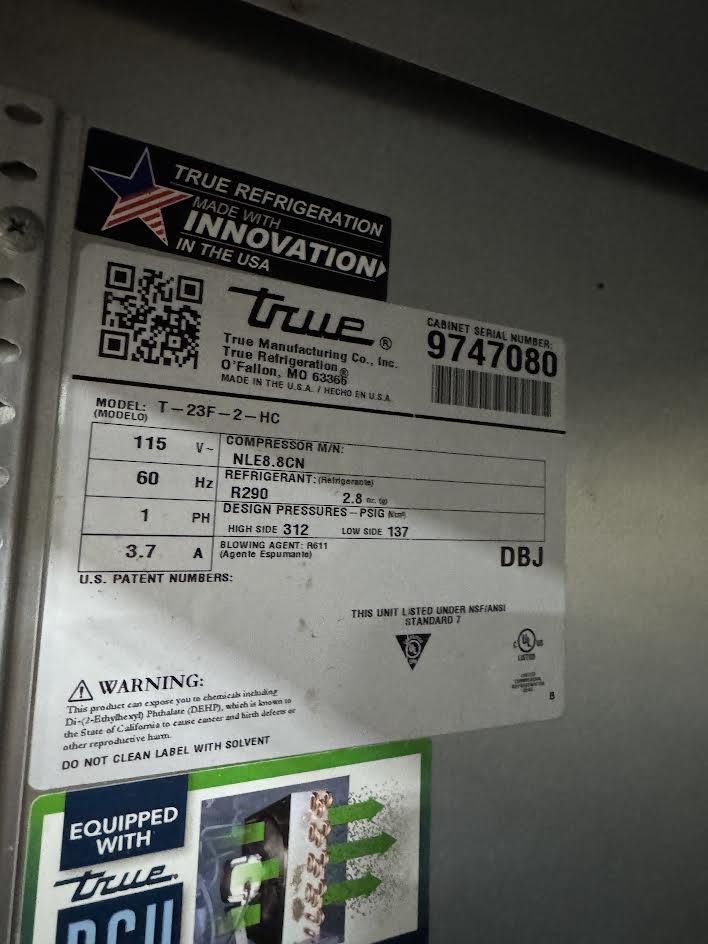 TRUE REFRIGERATION
MADE WITH
INNOVATION
IN THE USA
true®
True Manufacturing Co., Inc.
True Refrigeration®
O'Fallon, MO 63366
MADE IN THE U.S.A. / HECHO EN U.S.A.
CABINET SERIAL NUMBER:
9747080
MODEL: T-23F-2-HC
(MODELO)
115 V~
COMPRESSOR M/N:
NLE8.8CN
60 Hz
REFRIGERANT: (Refrigerante)
R290 2.8 oz. (g)
1 PH
DESIGN PRESSURES-PSIG
HIGH SIDE 312 LOW SIDE 137
3.7 A
BLOWING AGENT: R611
(Agente Espumante)
DBJ
U.S. PATENT NUMBERS:
THIS UNIT LISTED UNDER NSF/ANSI
STANDARD 7
C UL US
LISTED
B
WARNING:
This product can expose you to chemicals including
Di-(2-Ethylhexyl) Phthalate (DEHP), which is known to
the State of California to cause cancer and birth defects or
other reproductive harm.
DO NOT CLEAN LABEL WITH SOLVENT
EQUIPPED
WITH
true®